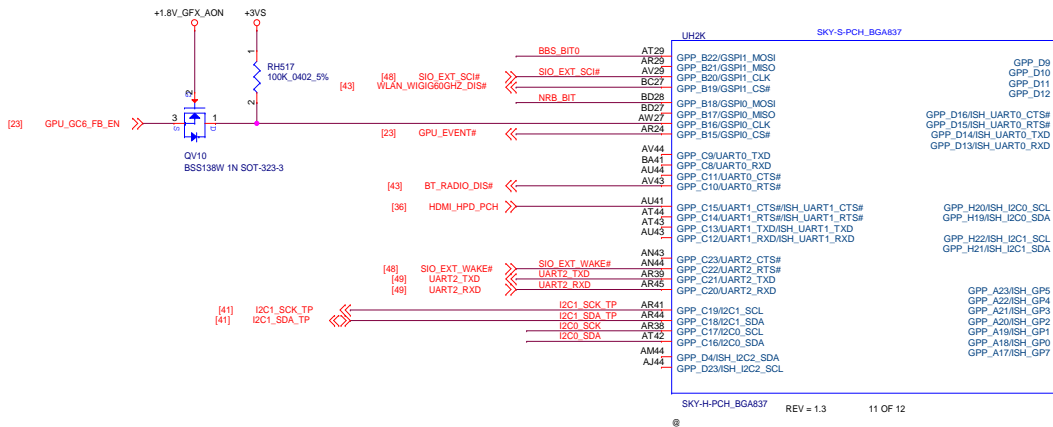 +1.8V_GFX_AON
+3VS
1
RH517
100K_0402_5%
2
G
2
[23] GPU_GC6_FB_EN
3
S
1
D
QV10
BSS138W 1N SOT-323-3
UH2K
SKY-S-PCH_BGA837
BBS_BIT0 AT29 GPP_B22/GSPI1_MOSI
AR29 GPP_B21/GSPI1_MISO
[48] SIO_EXT_SCI# SIO_EXT_SCI# AV29 GPP_B20/GSPI1_CLK
[43] WLAN_WIGIG60GHZ_DIS# BC27 GPP_B19/GSPI1_CS#
NRB_BIT BD28 GPP_B18/GSPI0_MOSI
BD27 GPP_B17/GSPI0_MISO
AW27 GPP_B16/GSPI0_CLK
[23] GPU_EVENT# AR24 GPP_B15/GSPI0_CS#
AV44 GPP_C9/UART0_TXD
BA41 GPP_C8/UART0_RXD
AU44 GPP_C11/UART0_CTS#
[43] BT_RADIO_DIS# AV43 GPP_C10/UART0_RTS#
[36] HDMI_HPD_PCH AU41 GPP_C15/UART1_CTS#/ISH_UART1_CTS#
AT44 GPP_C14/UART1_RTS#/ISH_UART1_RTS#
AT43 GPP_C13/UART1_TXD/ISH_UART1_TXD
AU43 GPP_C12/UART1_RXD/ISH_UART1_RXD
AN43 GPP_C23/UART2_CTS#
[48] SIO_EXT_WAKE# SIO_EXT_WAKE# AN44 GPP_C22/UART2_RTS#
[49] UART2_TXD UART2_TXD AR39 GPP_C21/UART2_TXD
[49] UART2_RXD UART2_RXD AR45 GPP_C20/UART2_RXD
[41] I2C1_SCK_TP I2C1_SCK_TP AR41 GPP_C19/I2C1_SCL
[41] I2C1_SDA_TP I2C1_SDA_TP AR44 GPP_C18/I2C1_SDA
I2C0_SCK AR38 GPP_C17/I2C0_SCL
I2C0_SDA AT42 GPP_C16/I2C0_SDA
AM44 GPP_D4/ISH_I2C2_SDA
AJ44 GPP_D23/ISH_I2C2_SCL
GPP_D9
GPP_D10
GPP_D11
GPP_D12
GPP_D16/ISH_UART0_CTS#
GPP_D15/ISH_UART0_RTS#
GPP_D14/ISH_UART0_TXD
GPP_D13/ISH_UART0_RXD
GPP_H20/ISH_I2C0_SCL
GPP_H19/ISH_I2C0_SDA
GPP_H22/ISH_I2C1_SCL
GPP_H21/ISH_I2C1_SDA
GPP_A23/ISH_GP5
GPP_A22/ISH_GP4
GPP_A21/ISH_GP3
GPP_A20/ISH_GP2
GPP_A19/ISH_GP1
GPP_A18/ISH_GP0
GPP_A17/ISH_GP7
SKY-H-PCH_BGA837
REV = 1.3
11 OF 12
@